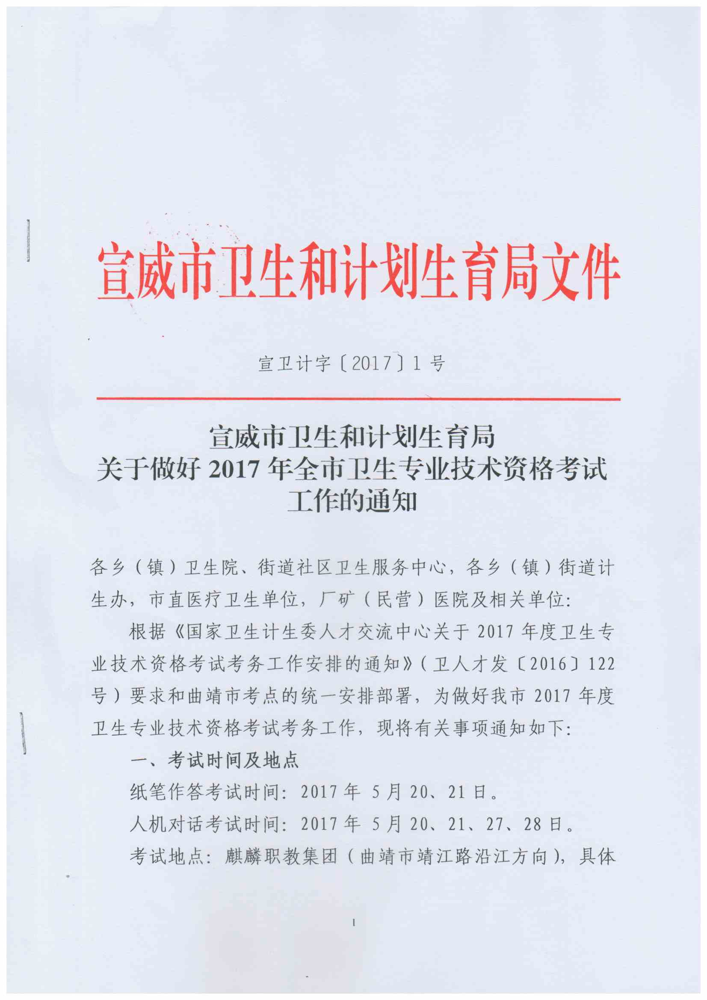 宣威市卫生和计划生育局文件
宣卫计字〔2017〕1 号
宣威市卫生和计划生育局
关于做好 2017 年全市卫生专业技术资格考试
工作的通知
各乡（镇）卫生院、街道社区卫生服务中心，各乡（镇）街道计
生办，市直医疗卫生单位，厂矿（民营）医院及相关单位：
根据《国家卫生计生委人才交流中心关于 2017 年度卫生专
业技术资格考试考务工作安排的通知》（卫人才发〔2016〕122
号）要求和曲靖市考点的统一安排部署，为做好我市 2017 年度
卫生专业技术资格考试考务工作，现将有关事项通知如下：
一、考试时间及地点
纸笔作答考试时间：2017 年 5 月 20、21 日。
人机对话考试时间：2017 年 5 月 20、21、27、28 日。
考试地点：麒麟职教集团（曲靖市靖江路沿江方向），具体
1